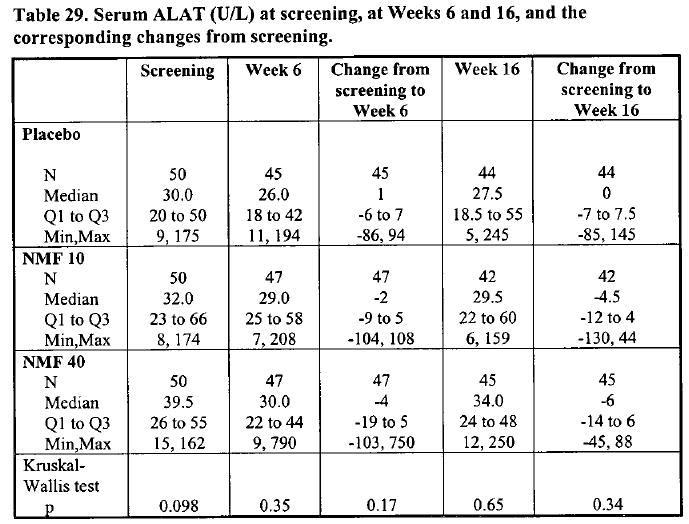 Table 29. Serum ALAT (U/L) at screening, at Weeks 6 and 16, and the
corresponding changes from screening.
Screening Week 6 Change from screening to Week 6 Week 16 Change from screening to Week 16
Placebo
N 50 45 45 44 44
Median 30.0 26.0 1 27.5 0
Q1 to Q3 20 to 50 18 to 42 -6 to 7 18.5 to 55 -7 to 7.5
Min,Max 9, 175 11, 194 -86, 94 5, 245 -85, 145
NMF 10
N 50 47 47 42 42
Median 32.0 29.0 -2 29.5 -4.5
Q1 to Q3 23 to 66 25 to 58 -9 to 5 22 to 60 -12 to 4
Min,Max 8, 174 7, 208 -104, 108 6, 159 -130, 44
NMF 40
N 50 47 47 45 45
Median 39.5 30.0 -4 34.0 -6
Q1 to Q3 26 to 55 22 to 44 -19 to 5 24 to 48 -14 to 6
Min,Max 15, 162 9, 790 -103, 750 12, 250 -45, 88
Kruskal-
Wallis test
p 0.098 0.35 0.17 0.65 0.34